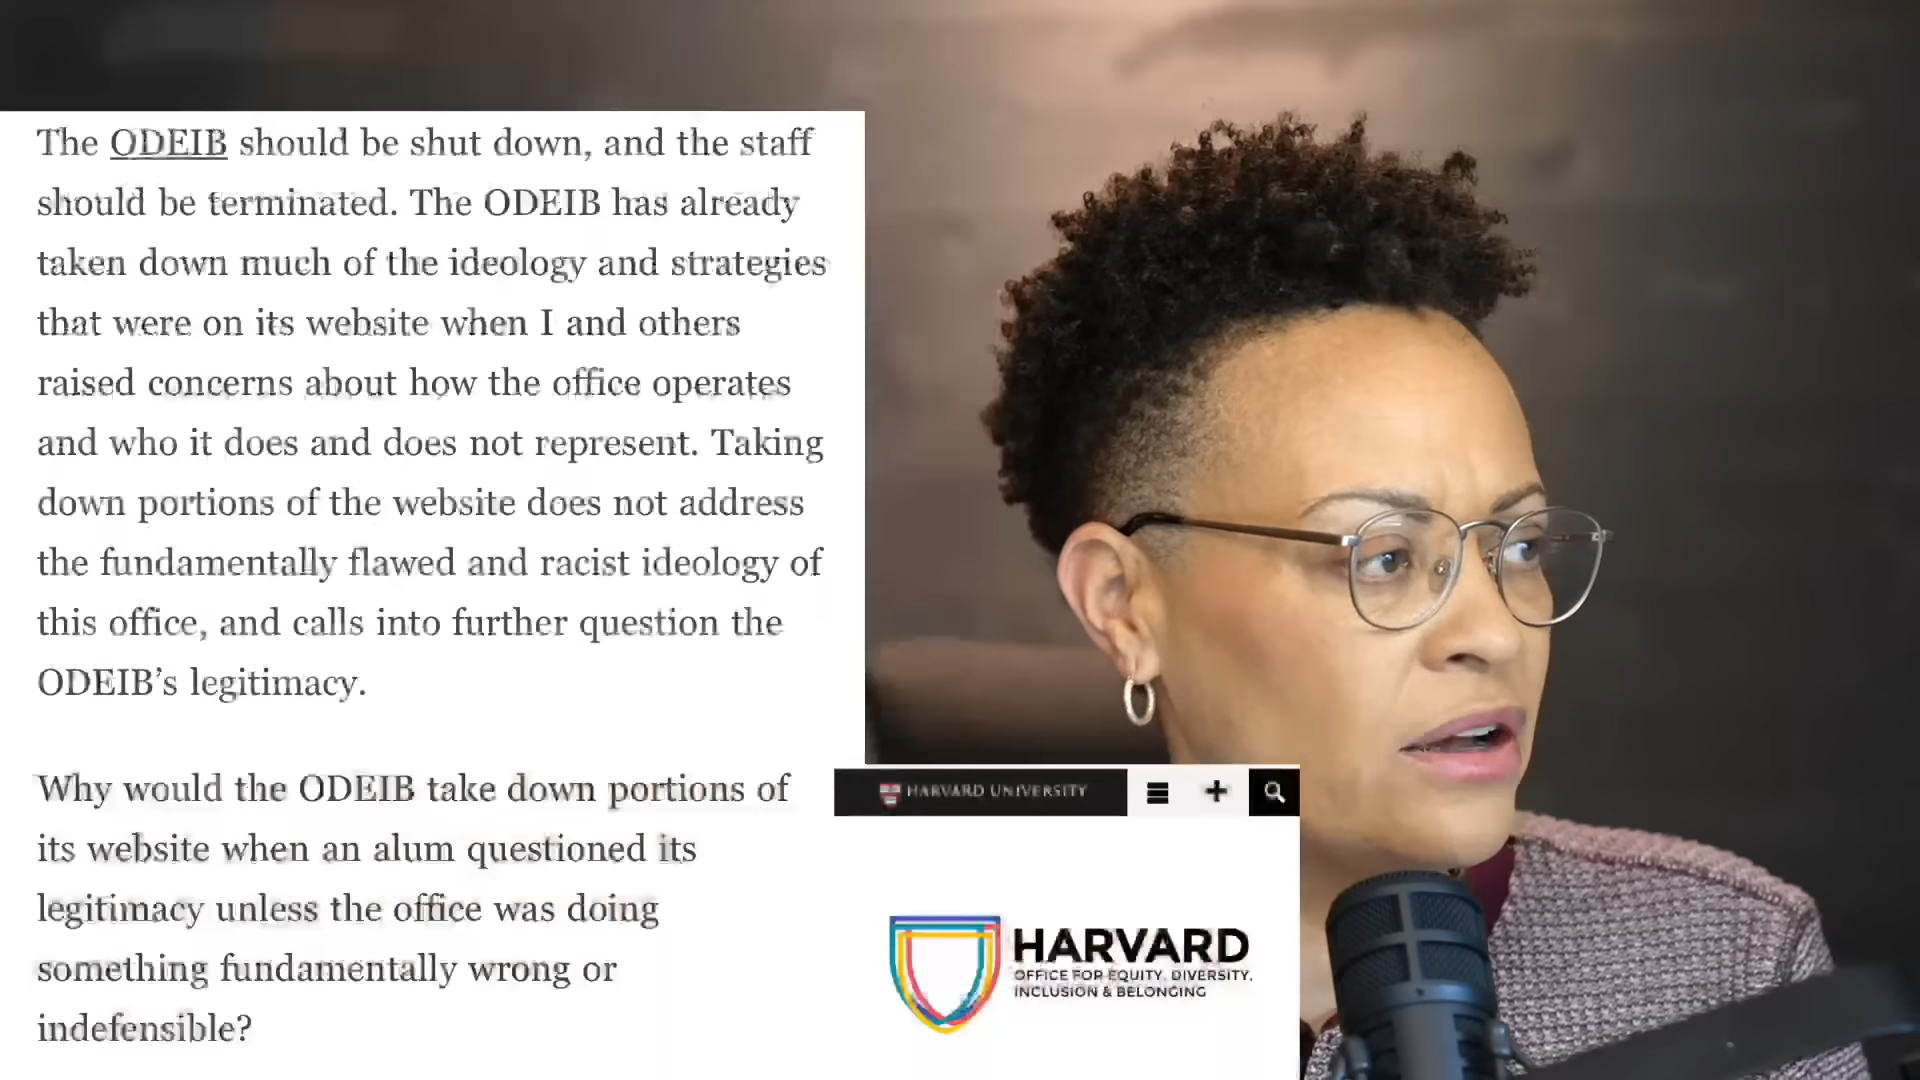 The ODEIB should be shut down, and the staff
should be terminated. The ODEIB has already
taken down much of the ideology and strategies
that were on its website when I and others
raised concerns about how the office operates
and who it does and does not represent. Taking
down portions of the website does not address
the fundamentally flawed and racist ideology of
this office, and calls into further question the
ODEIB’s legitimacy.
Why would the ODEIB take down portions of
its website when an alum questioned its
legitimacy unless the office was doing
something fundamentally wrong or
indefensible?
HARVARD UNIVERSITY
HARVARD
OFFICE FOR EQUITY, DIVERSITY,
INCLUSION & BELONGING